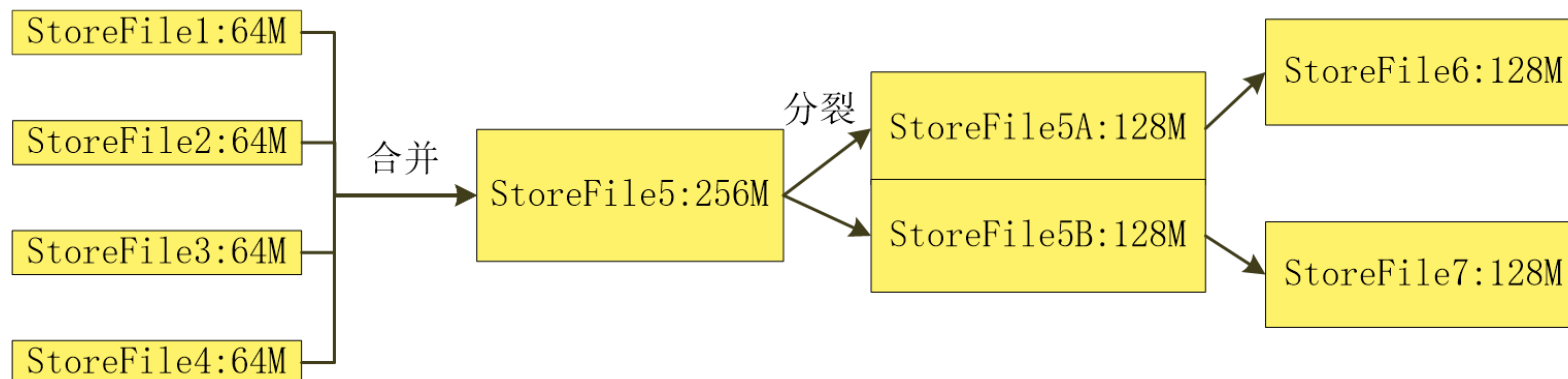 StoreFile1:64M
StoreFile2:64M
StoreFile3:64M
StoreFile4:64M
合并
StoreFile5:256M
分裂
StoreFile5A:128M
StoreFile5B:128M
StoreFile6:128M
StoreFile7:128M